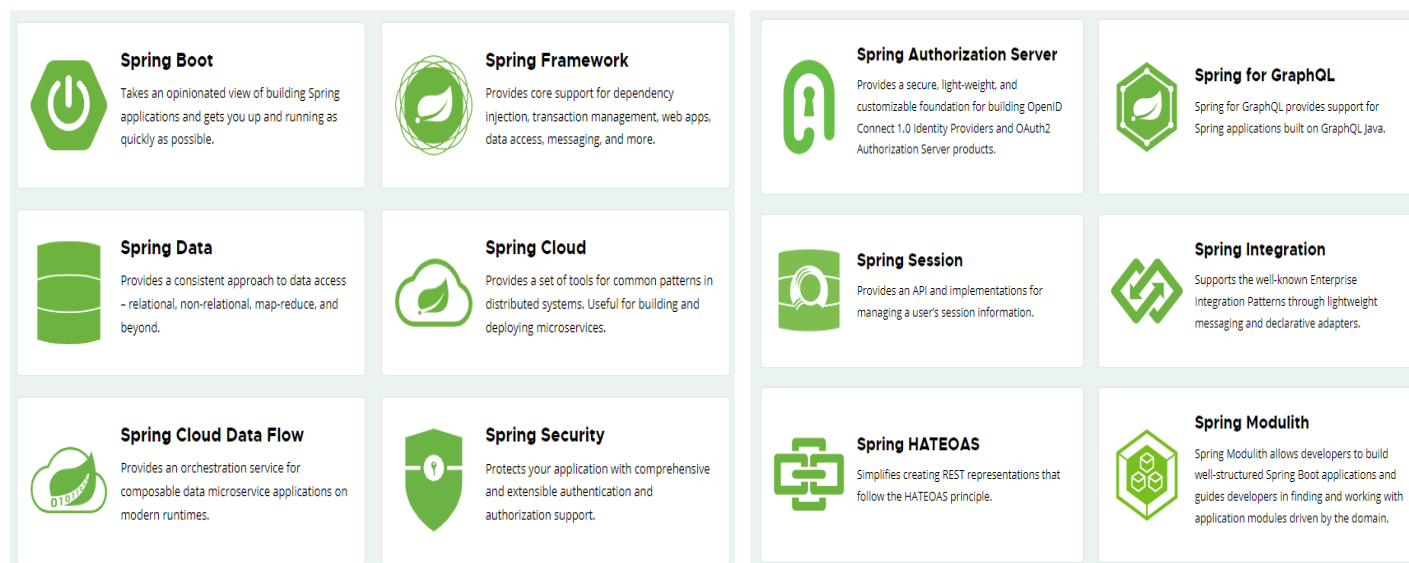 Spring Boot
Takes an opinionated view of building Spring
applications and gets you up and running as
quickly as possible.
Spring Framework
Provides core support for dependency
injection, transaction management, web apps,
data access, messaging, and more.
Spring Data
Provides a consistent approach to data access
– relational, non-relational, map-reduce, and
beyond.
Spring Cloud
Provides a set of tools for common patterns in
distributed systems. Useful for building and
deploying microservices.
Spring Cloud Data Flow
Provides an orchestration service for
composable data microservice applications on
modern runtimes.
010110
Spring Security
Protects your application with comprehensive
and extensible authentication and
authorization support.
Spring Authorization Server
Provides a secure, light-weight, and
customizable foundation for building OpenID
Connect 1.0 Identity Providers and OAuth2
Authorization Server products.
Spring for GraphQL
Spring for GraphQL provides support for
Spring applications built on GraphQL Java.
Spring Session
Provides an API and implementations for
managing a user's session information.
Spring Integration
Supports the well-known Enterprise
Integration Patterns through lightweight
messaging and declarative adapters.
Spring HATEOAS
Simplifies creating REST representations that
follow the HATEOAS principle.
Spring Modulith
Spring Modulith allows developers to build
well-structured Spring Boot applications and
guides developers in finding and working with
application modules driven by the domain.